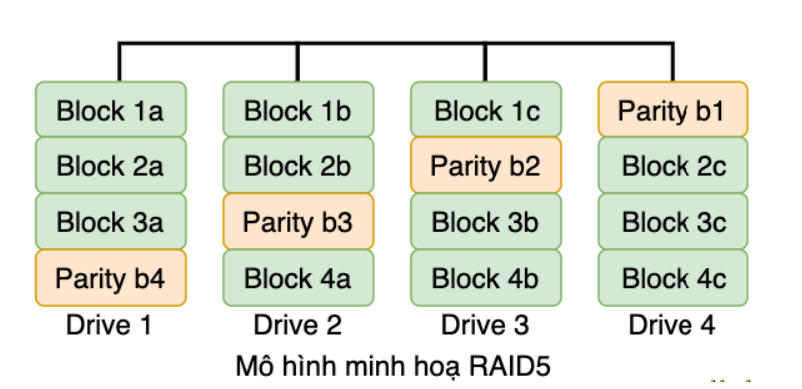 Block 1a Block 1b Block 1c Parity b1
Block 2a Block 2b Parity b2 Block 2c
Block 3a Parity b3 Block 3b Block 3c
Parity b4 Block 4a Block 4b Block 4c
Drive 1 Drive 2 Drive 3 Drive 4
Mô hình minh hoạ RAID5